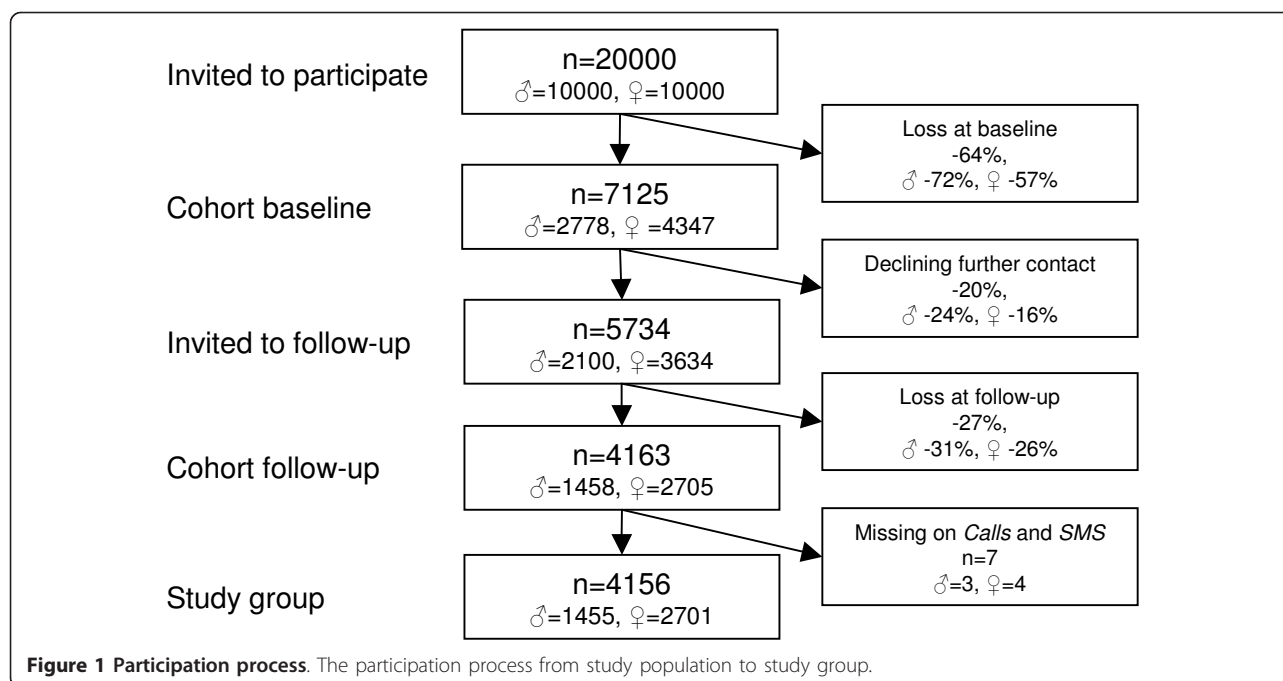 Invited to participate
n=20000
♂=10000, ♀=10000
Loss at baseline
-64%,
♂ -72%, ♀ -57%
Cohort baseline
n=7125
♂=2778, ♀ =4347
Declining further contact
-20%,
♂ -24%, ♀ -16%
Invited to follow-up
n=5734
♂=2100, ♀=3634
Loss at follow-up
-27%,
♂ -31%, ♀ -26%
Cohort follow-up
n=4163
♂=1458, ♀=2705
Missing on Calls and SMS
n=7
♂=3, ♀=4
Study group
n=4156
♂=1455, ♀=2701
Figure 1 Participation process. The participation process from study population to study group.